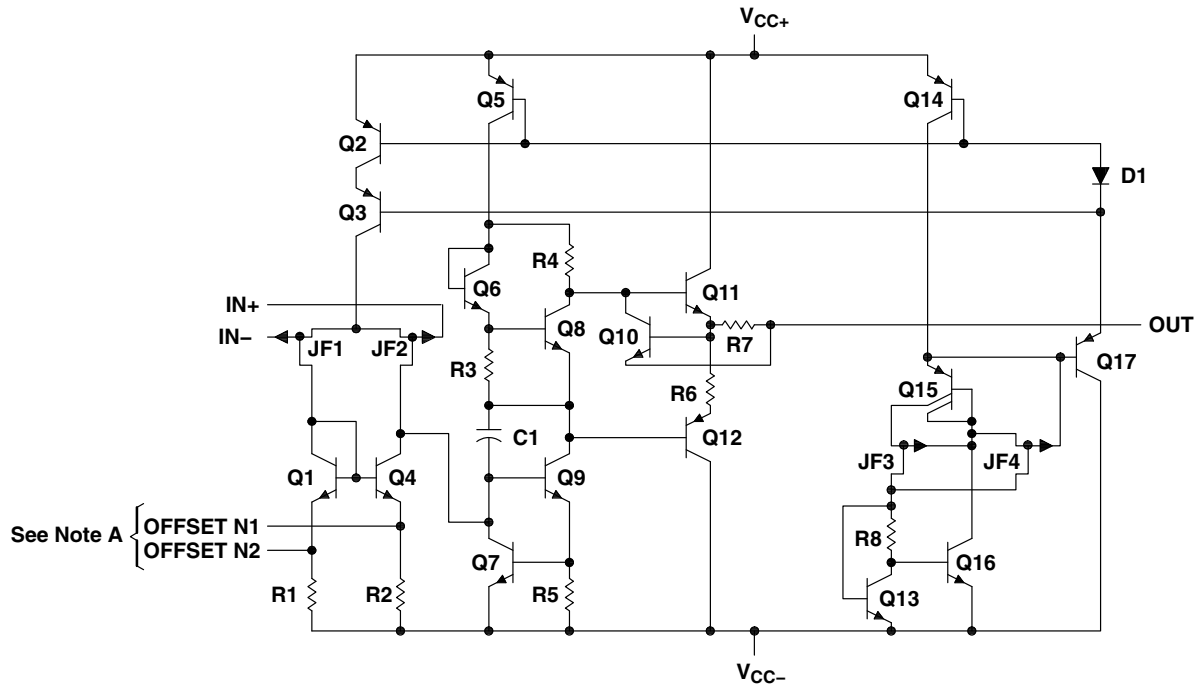 VCC+
Q5
Q14
Q2
D1
Q3
R4
Q6
Q11
IN+
OUT
Q8
Q10
IN−
JF1
JF2
R7
Q17
R3
Q15
R6
C1
Q12
JF3
JF4
Q1
Q4
Q9
See Note A
OFFSET N1
OFFSET N2
R8
Q7
Q16
R1
R2
R5
Q13
VCC−